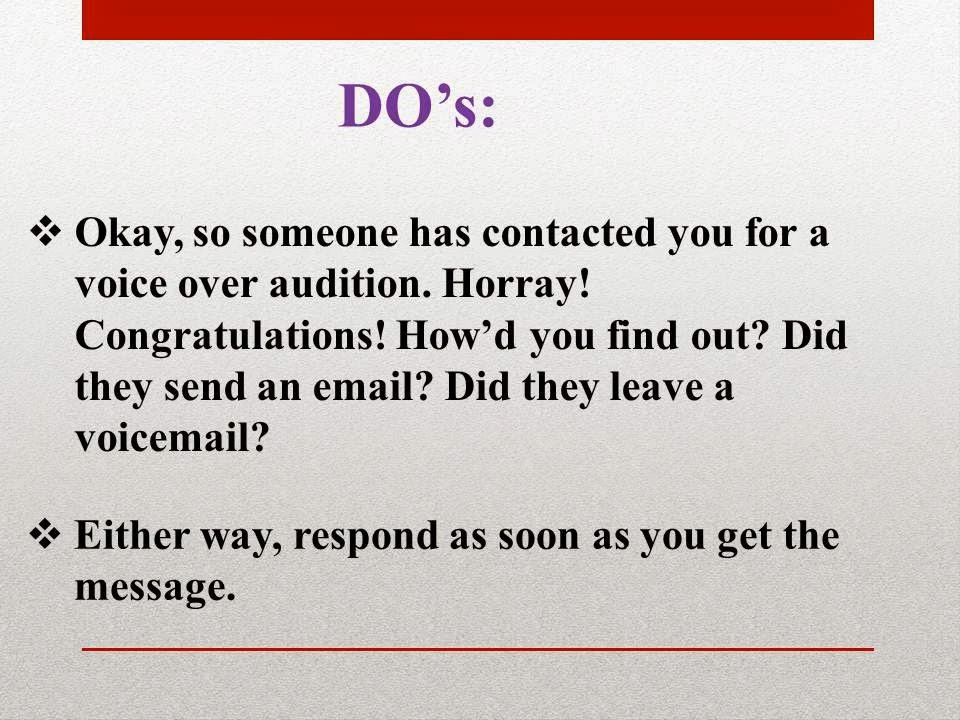 DO’s:
❖ Okay, so someone has contacted you for a
voice over audition. Horray!
Congratulations! How’d you find out? Did
they send an email? Did they leave a
voicemail?
❖ Either way, respond as soon as you get the
message.